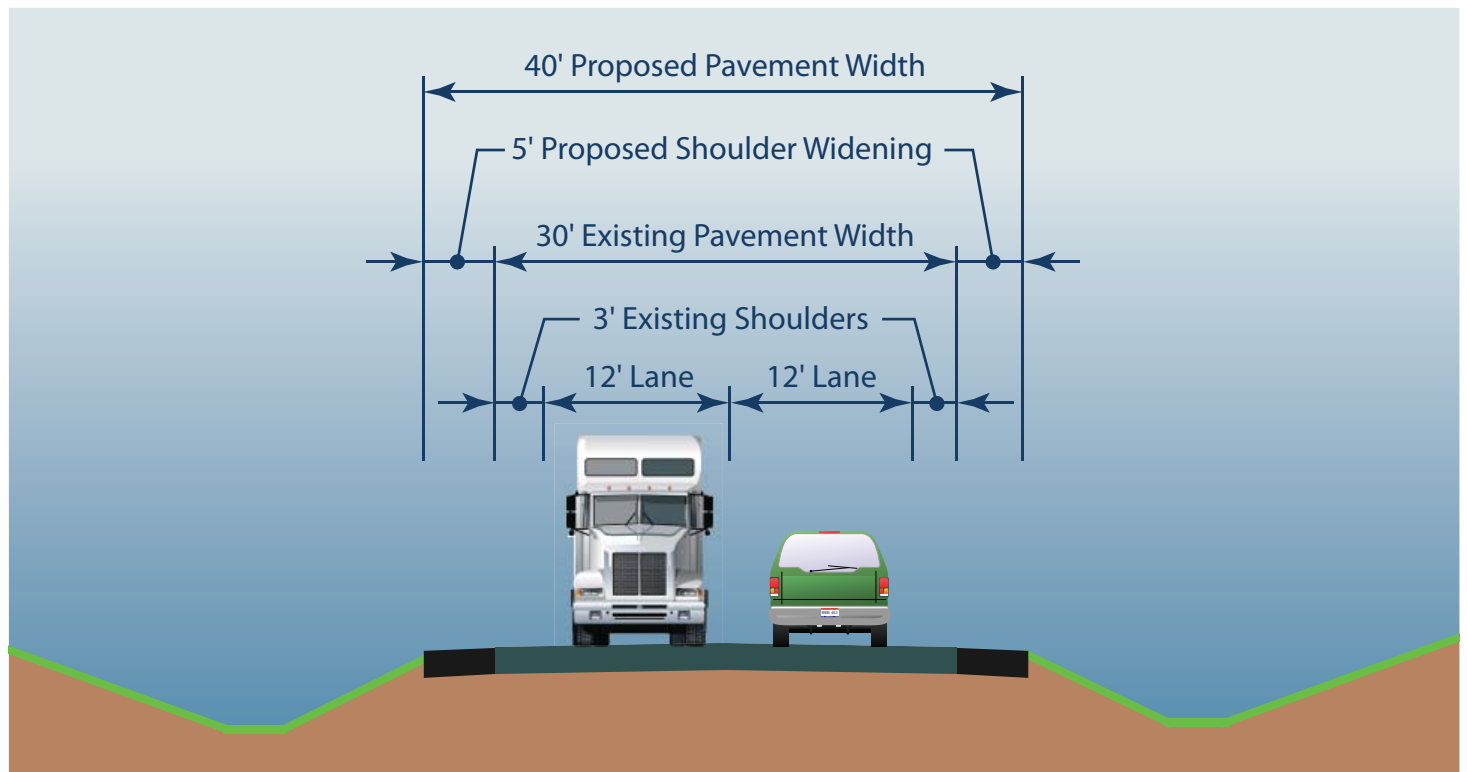 40' Proposed Pavement Width
5' Proposed Shoulder Widening
30' Existing Pavement Width
3' Existing Shoulders
12' Lane 12' Lane